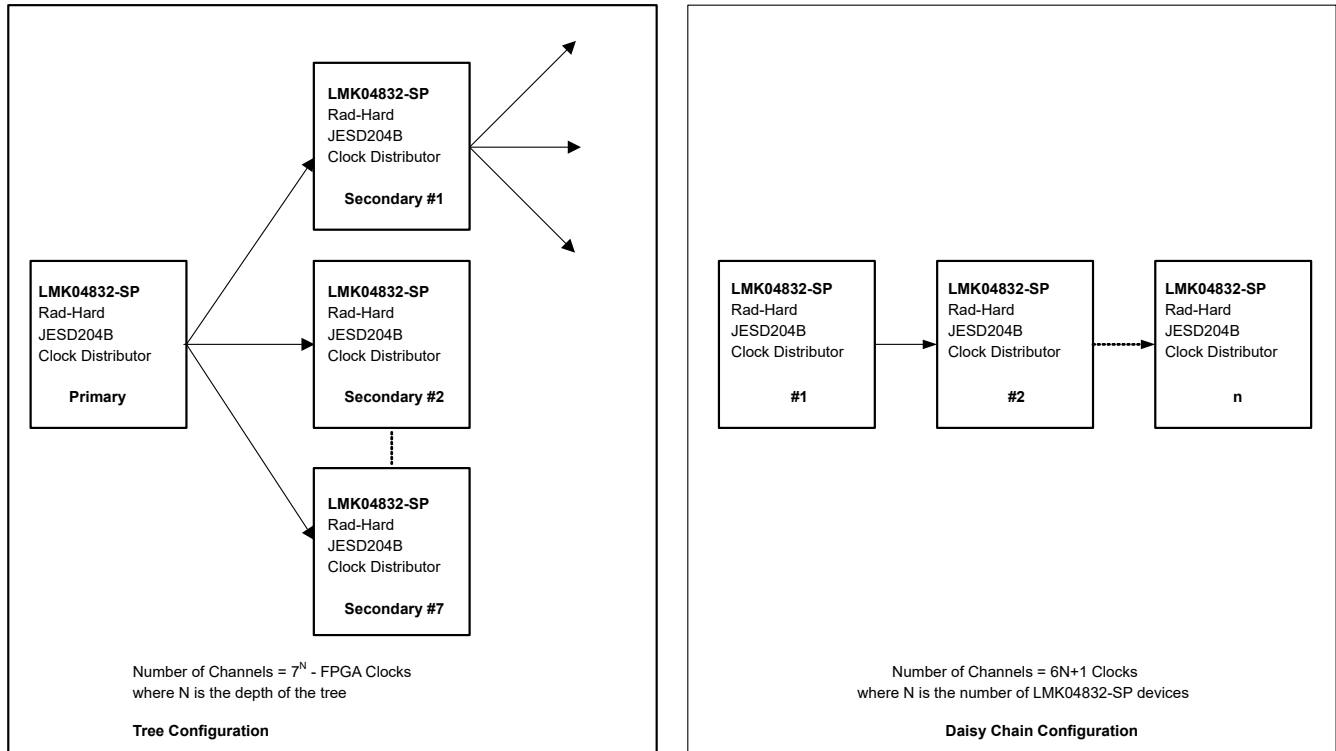 LMK04832-SP
Rad-Hard
JESD204B
Clock Distributor
Primary
LMK04832-SP
Rad-Hard
JESD204B
Clock Distributor
Secondary #1
LMK04832-SP
Rad-Hard
JESD204B
Clock Distributor
Secondary #2
LMK04832-SP
Rad-Hard
JESD204B
Clock Distributor
Secondary #7
Number of Channels = 7^N - FPGA Clocks
where N is the depth of the tree
Tree Configuration
LMK04832-SP
Rad-Hard
JESD204B
Clock Distributor
#1
LMK04832-SP
Rad-Hard
JESD204B
Clock Distributor
#2
LMK04832-SP
Rad-Hard
JESD204B
Clock Distributor
n
Number of Channels = 6N+1 Clocks
where N is the number of LMK04832-SP devices
Daisy Chain Configuration